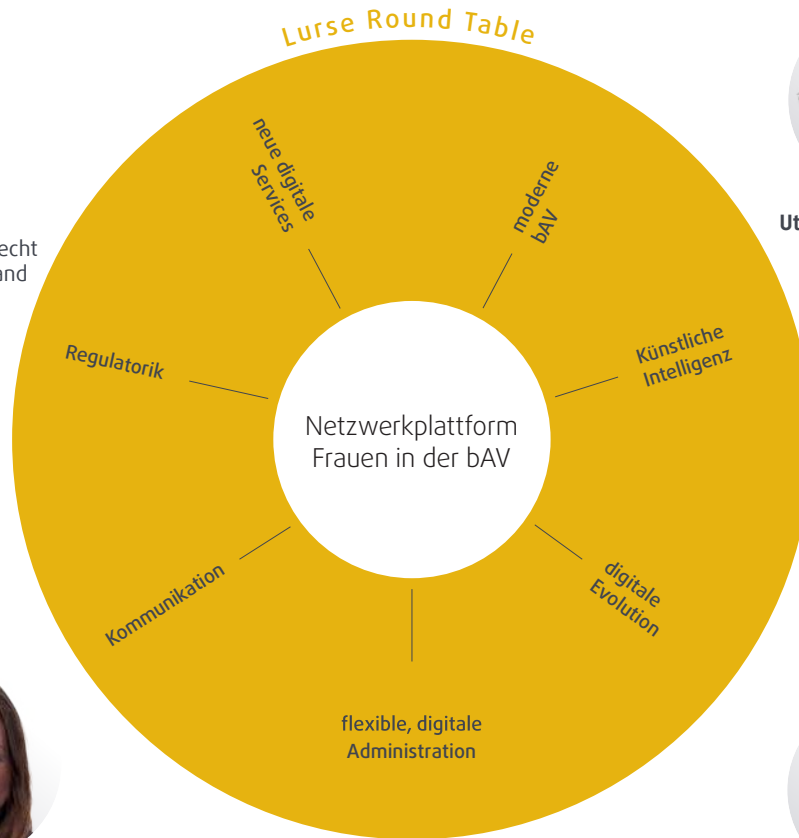 Lurse Round Table
neue digitale
Services
moderne
bAV
Ut
echt
and
Regulatorik
Künstliche
Intelligenz
Netzwerkplattform
Frauen in der bAV
Kommunikation
digitale
Evolution
flexible, digitale
Administration